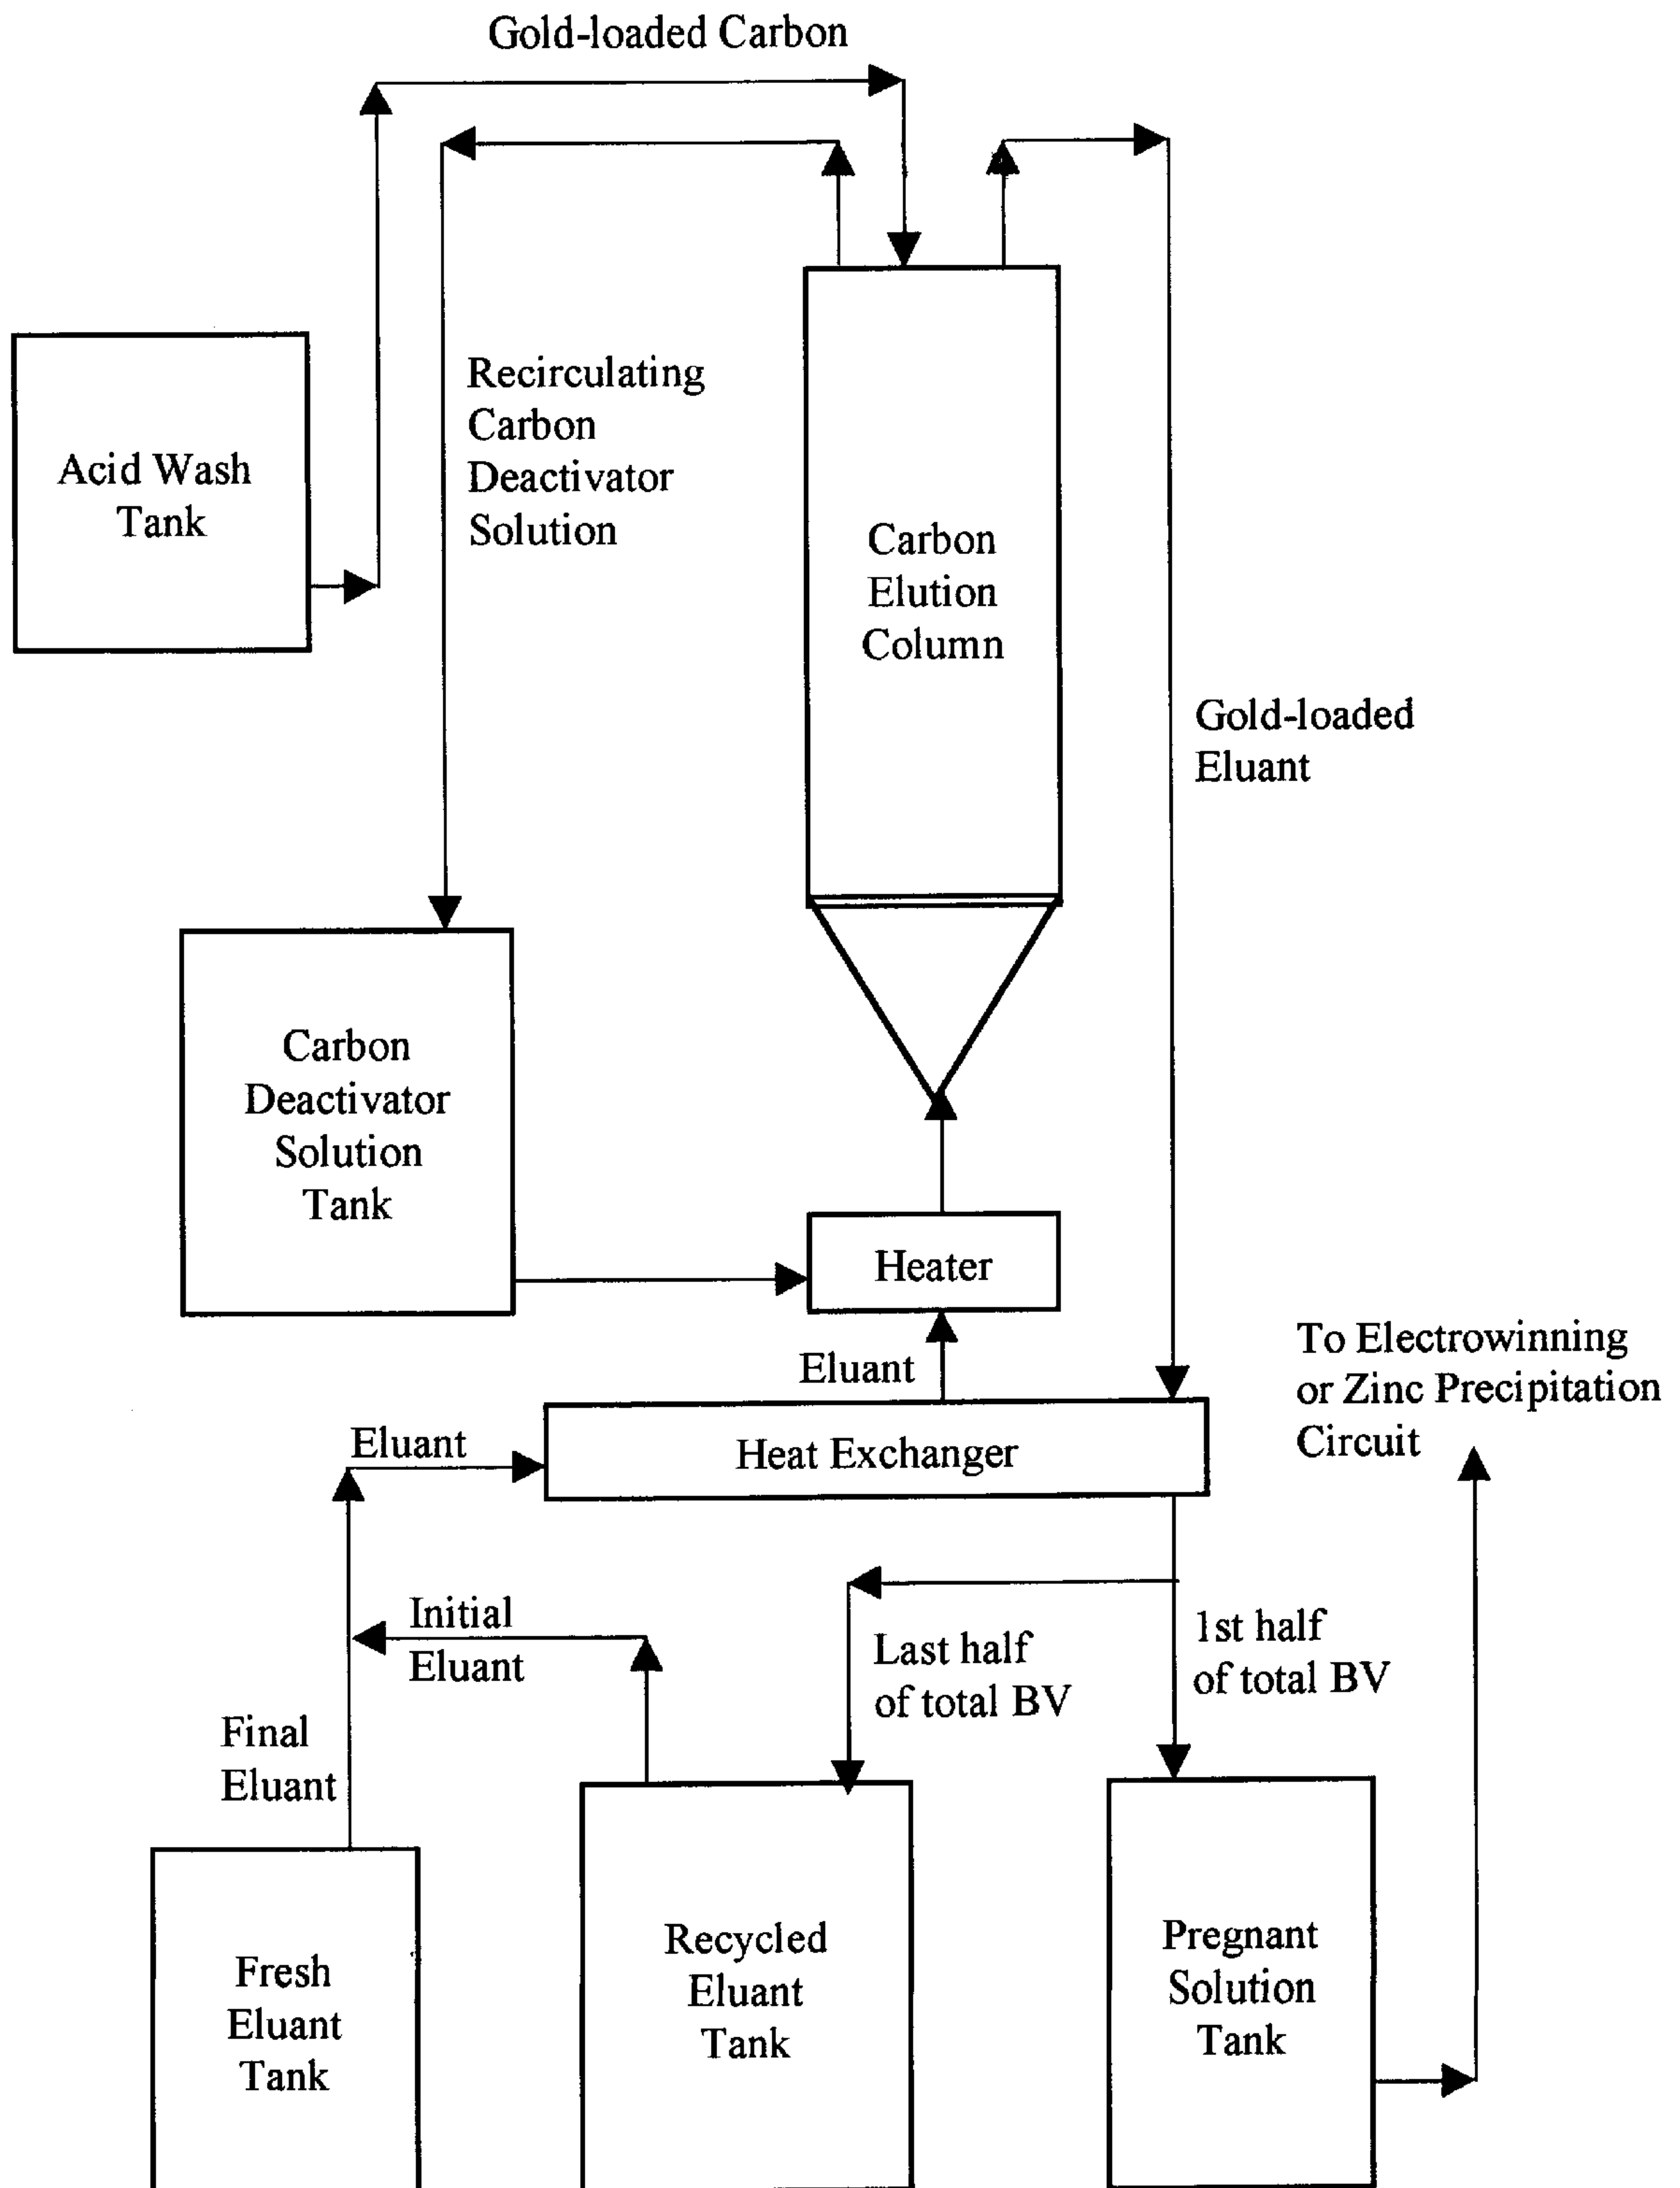 Gold-loaded Carbon
Recirculating
Carbon
Deactivator
Solution
Acid Wash
Tank
Carbon
Elution
Column
Gold-loaded
Eluant
Carbon
Deactivator
Solution
Tank
Heater
Eluant
To Electrowinning
or Zinc Precipitation
Circuit
Eluant
Heat Exchanger
Initial
Eluant
Last half
of total BV
1st half
of total BV
Final
Eluant
Fresh
Eluant
Tank
Recycled
Eluant
Tank
Pregnant
Solution
Tank